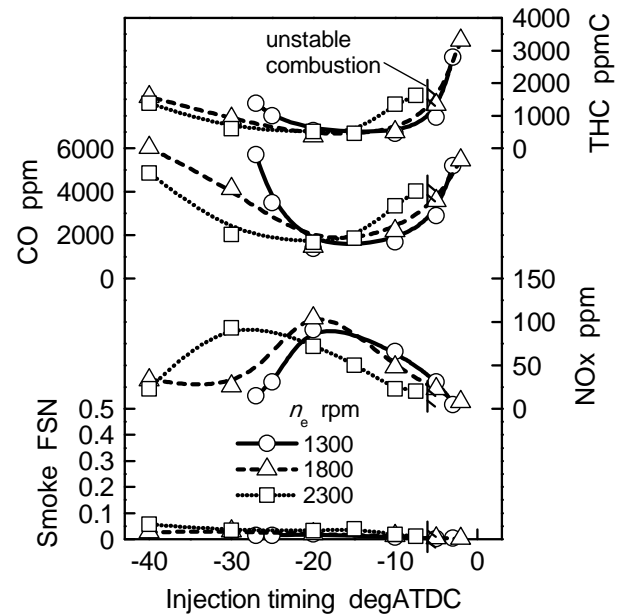 unstable
combustion
4000
3000
2000
1000
0
THC ppmC
6000
4000
2000
0
CO ppm
150
100
50
0
NOx ppm
0.5
0.4
0.3
0.2
0.1
0
Smoke FSN
nₑ rpm
1300
1800
2300
-40 -30 -20 -10 0
Injection timing degATDC